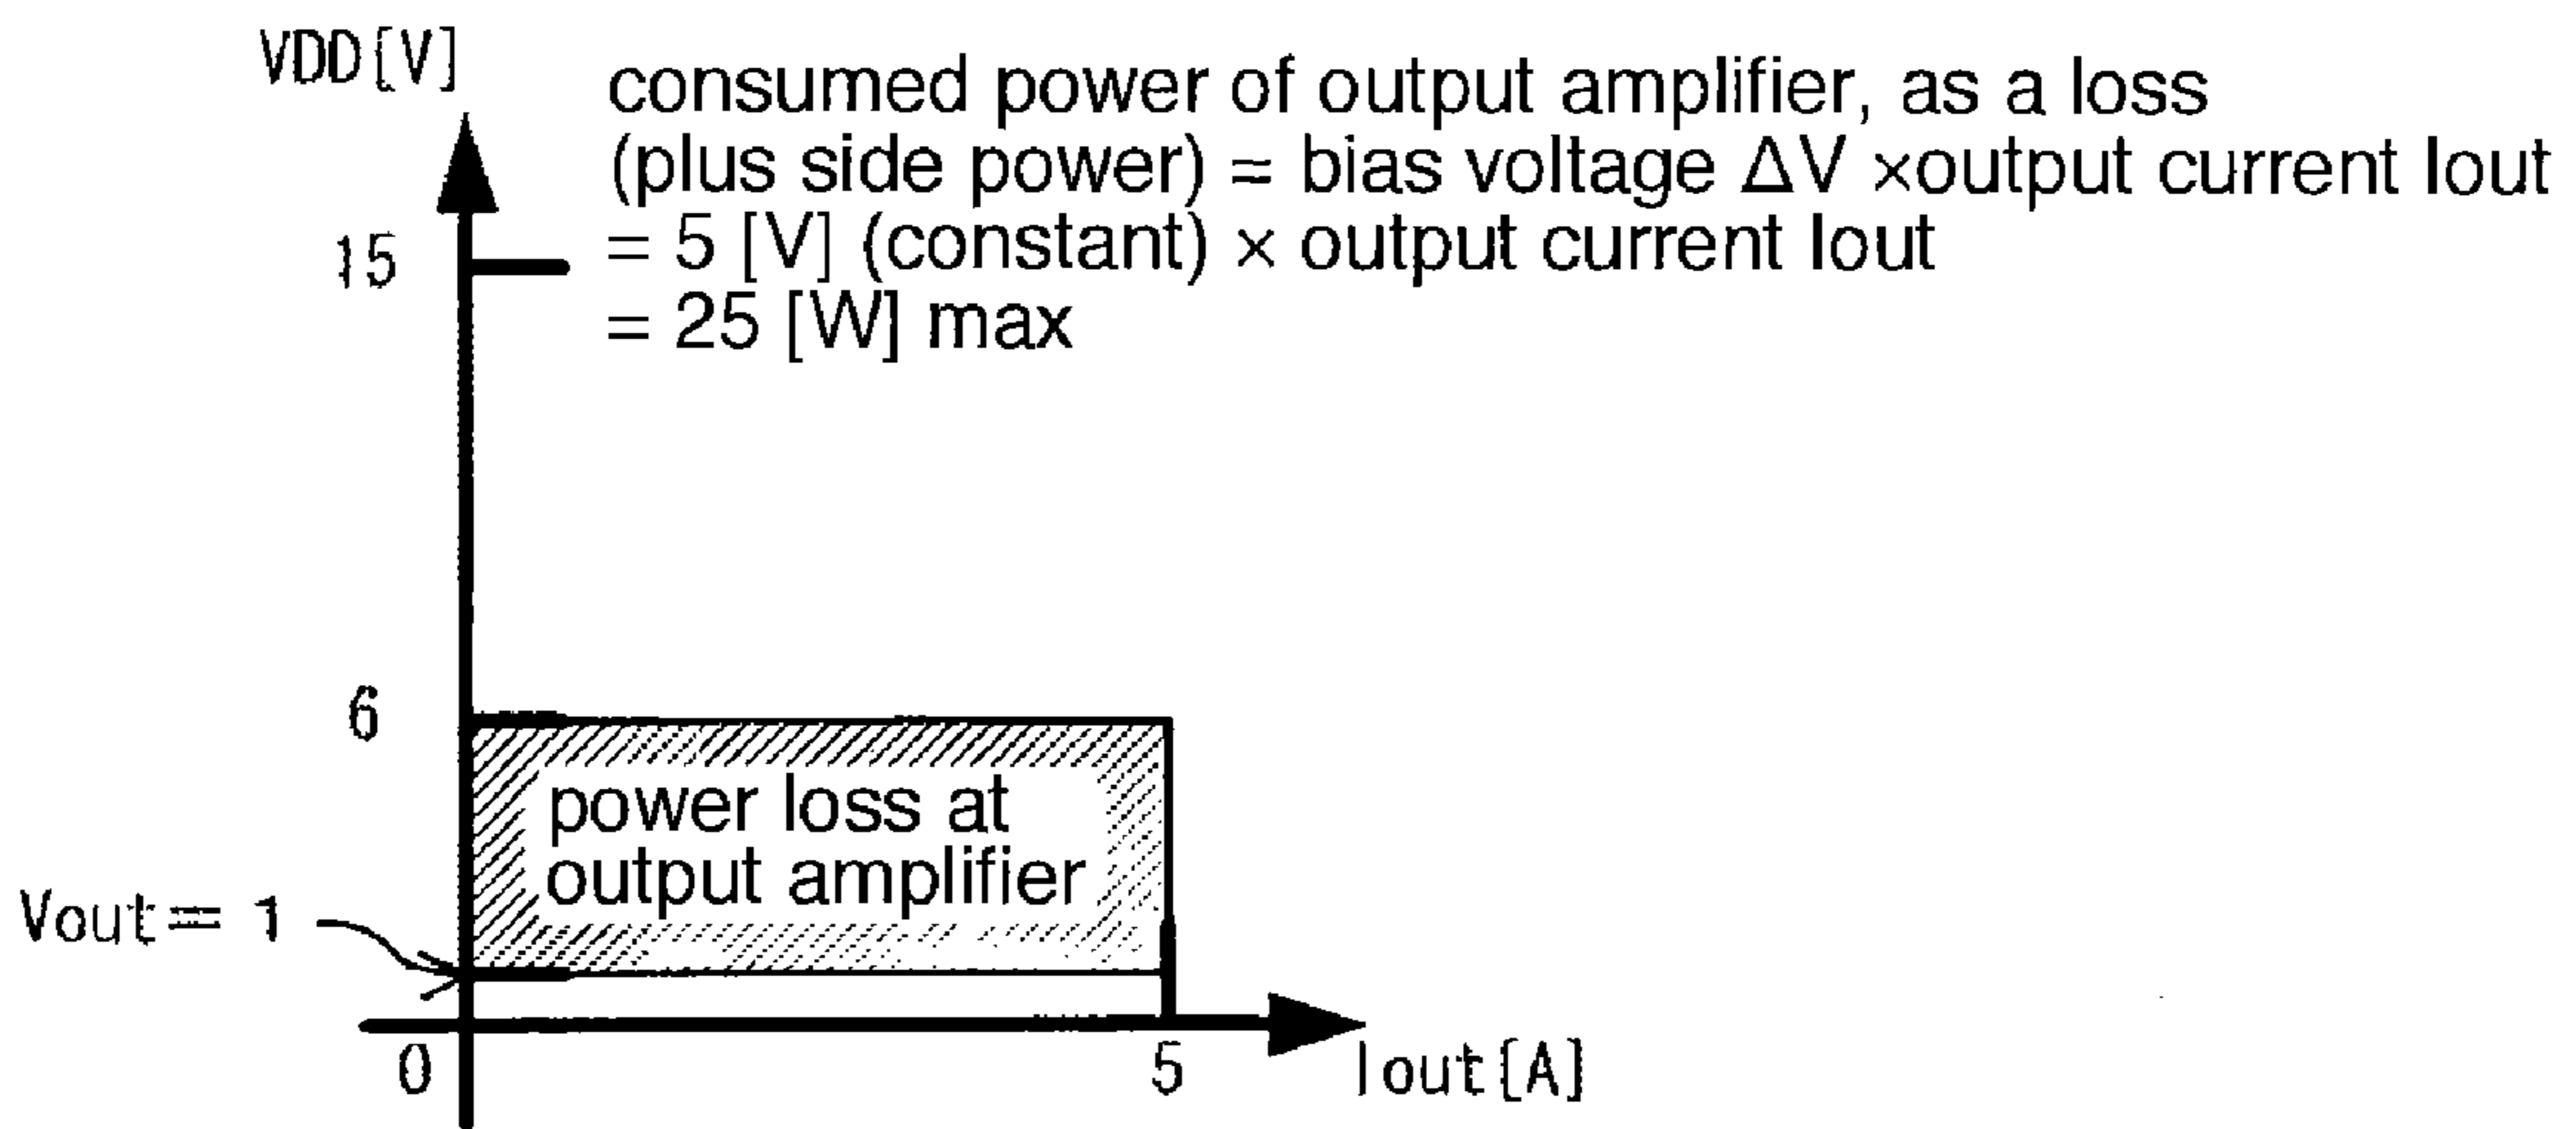 VDD[V]
consumed power of output amplifier, as a loss
(plus side power) = bias voltage ΔV ×output current Iout
= 5 [V] (constant) × output current Iout
= 25 [W] max
15
6
power loss at
output amplifier
Vout= 1
0
5
Iout[A]